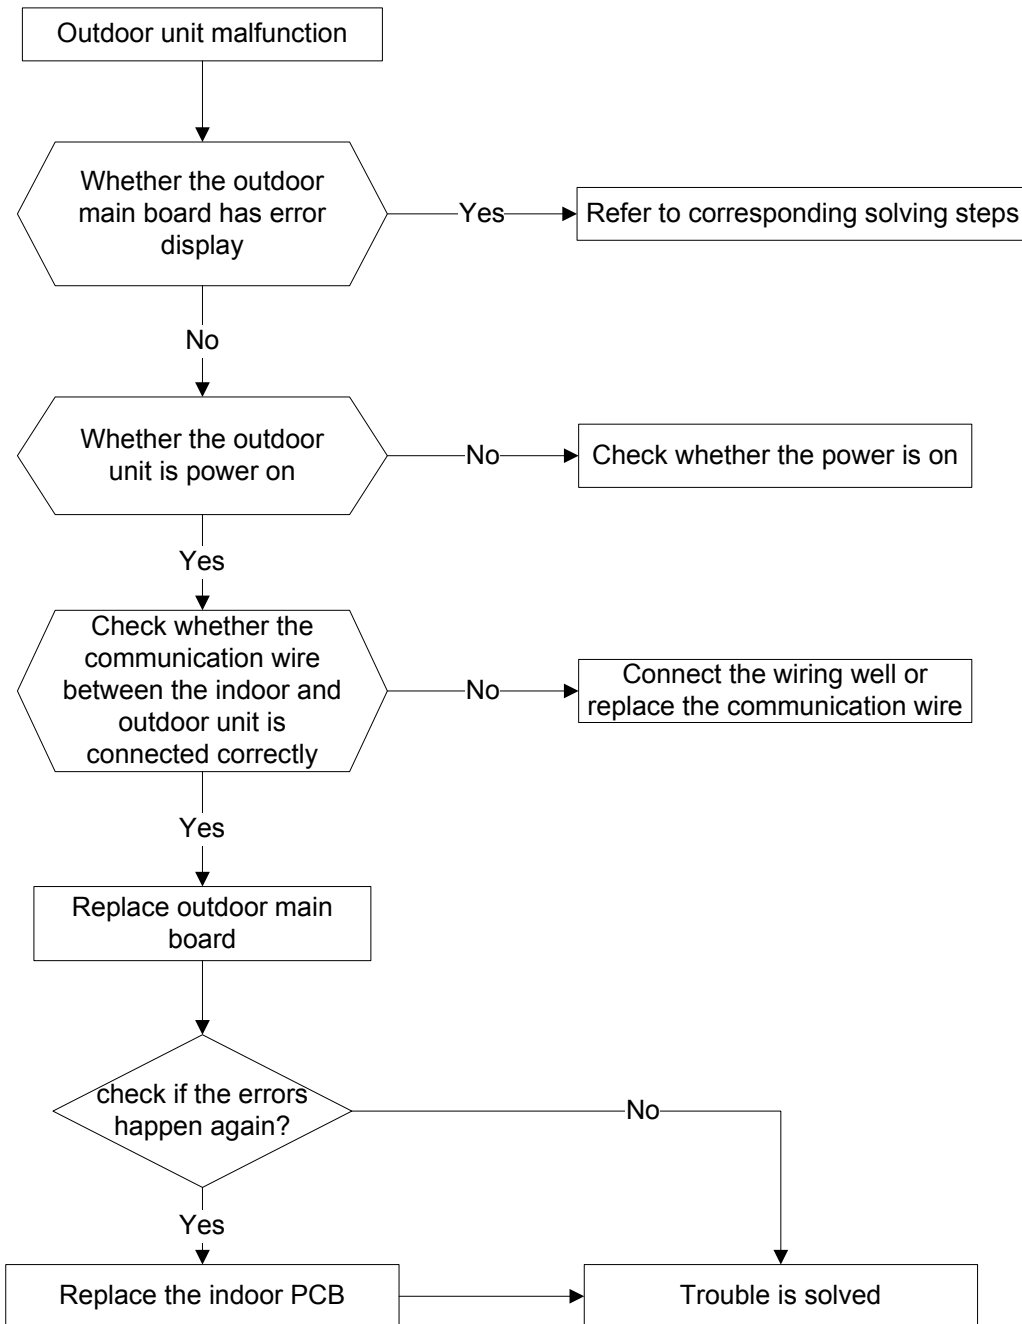 Outdoor unit malfunction
Whether the outdoor
main board has error
display
Yes
Refer to corresponding solving steps
No
Whether the outdoor
unit is power on
No
Check whether the power is on
Yes
Check whether the
communication wire
between the indoor and
outdoor unit is
connected correctly
No
Connect the wiring well or
replace the communication wire
Yes
Replace outdoor main
board
check if the errors
happen again?
No
Yes
Replace the indoor PCB
Trouble is solved